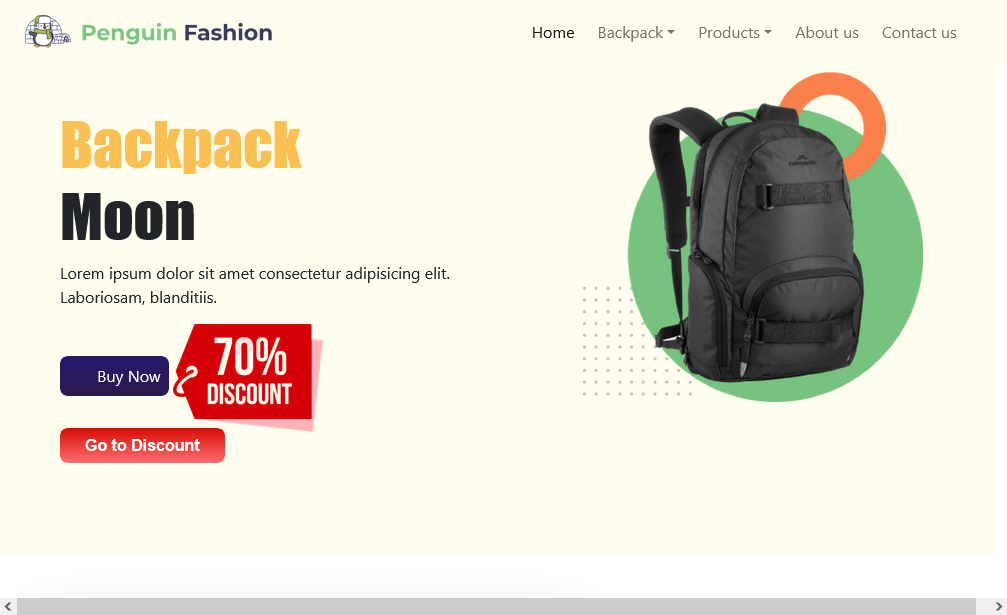 Penguin Fashion
Home
Backpack
Products
About us
Contact us
Backpack
Moon
Lorem ipsum dolor sit amet consectetur adipisicing elit.
Laboriosam, blanditiis.
Buy Now
70%
DISCOUNT
Go to Discount